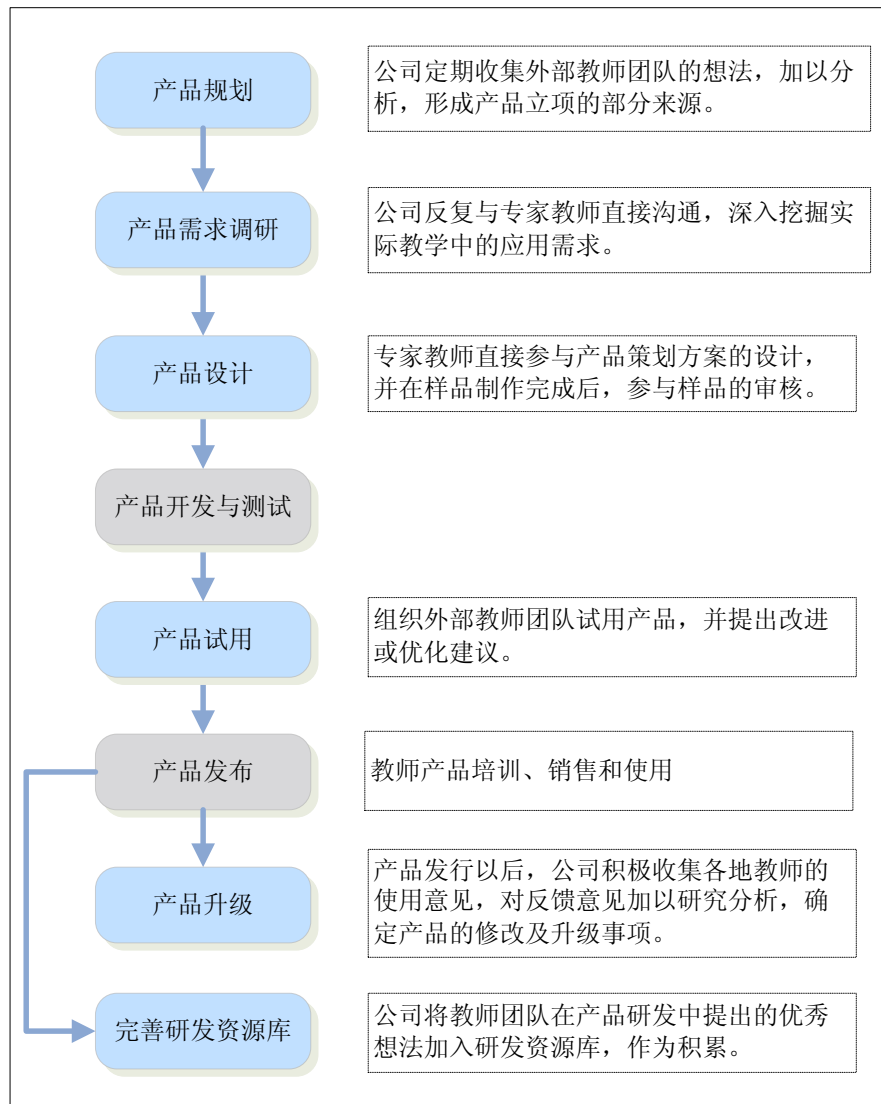 产品规划
公司定期收集外部教师团队的想法，加以分
析，形成产品立项的部分来源。
产品需求调研
公司反复与专家教师直接沟通，深入挖掘实
际教学中的应用需求。
产品设计
专家教师直接参与产品策划方案的设计，
并在样品制作完成后，参与样品的审核。
产品开发与测试
产品试用
组织外部教师团队试用产品，并提出改进
或优化建议。
产品发布
教师产品培训、销售和使用
产品升级
产品发行以后，公司积极收集各地教师的
使用意见，对反馈意见加以研究分析，确
定产品的修改及升级事项。
完善研发资源库
公司将教师团队在产品研发中提出的优秀
想法加入研发资源库，作为积累。